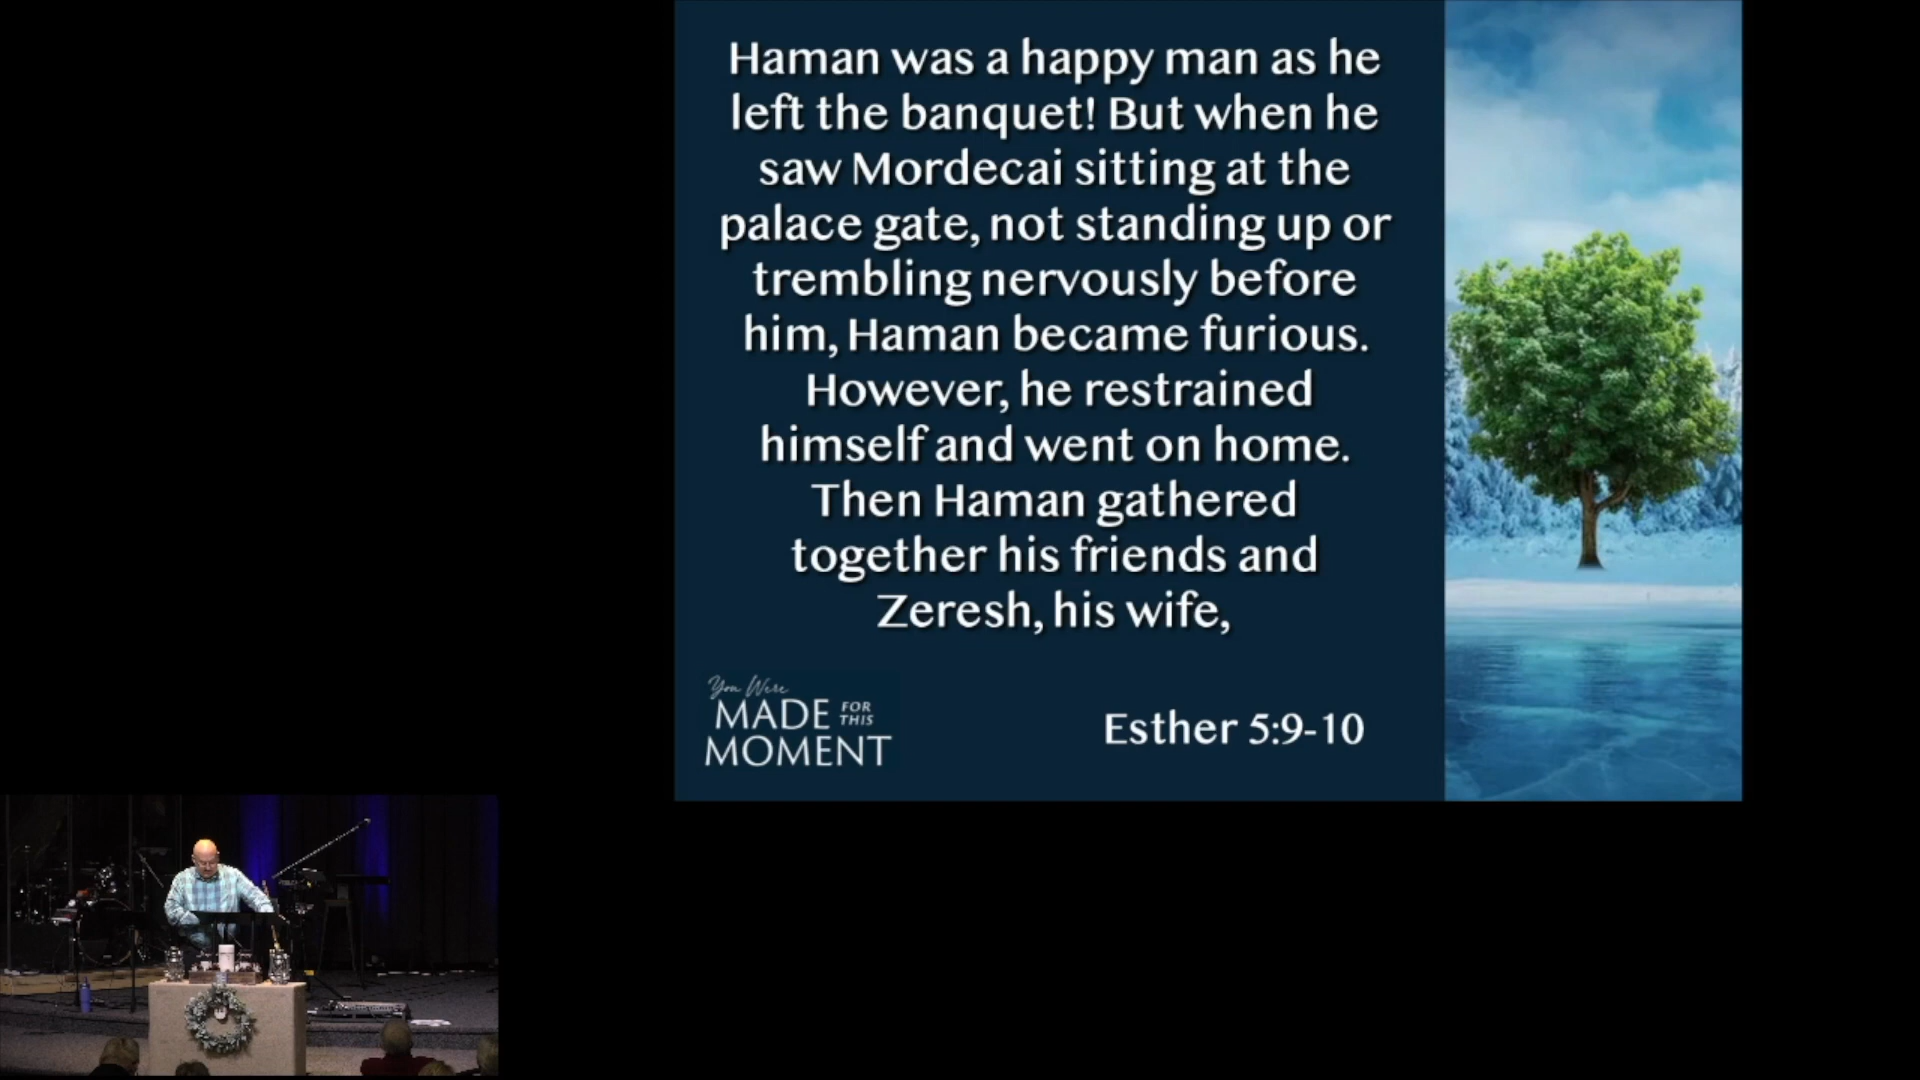 Haman was a happy man as he
left the banquet! But when he
saw Mordecai sitting at the
palace gate, not standing up or
trembling nervously before
him, Haman became furious.
However, he restrained
himself and went on home.
Then Haman gathered
together his friends and
Zeresh, his wife,
You Were
MADE FOR THIS
MOMENT
Esther 5:9-10